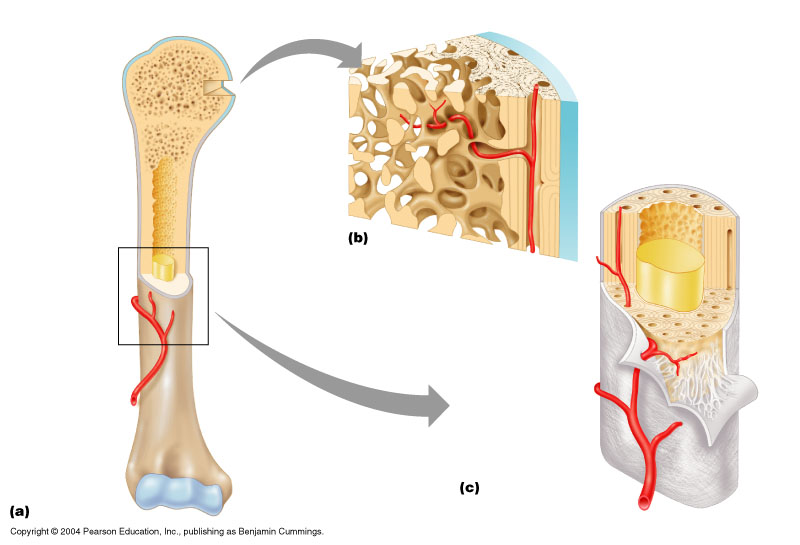 (b)
(c)
(a)
Copyright © 2004 Pearson Education, Inc., publishing as Benjamin Cummings.